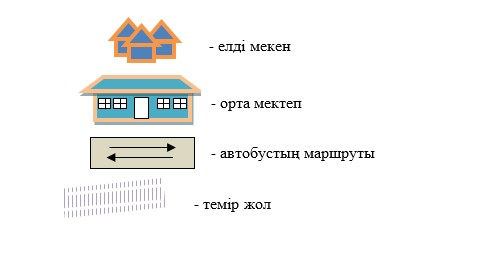 - елді мекен
- орта мектеп
- автобустың маршруты
- темір жол